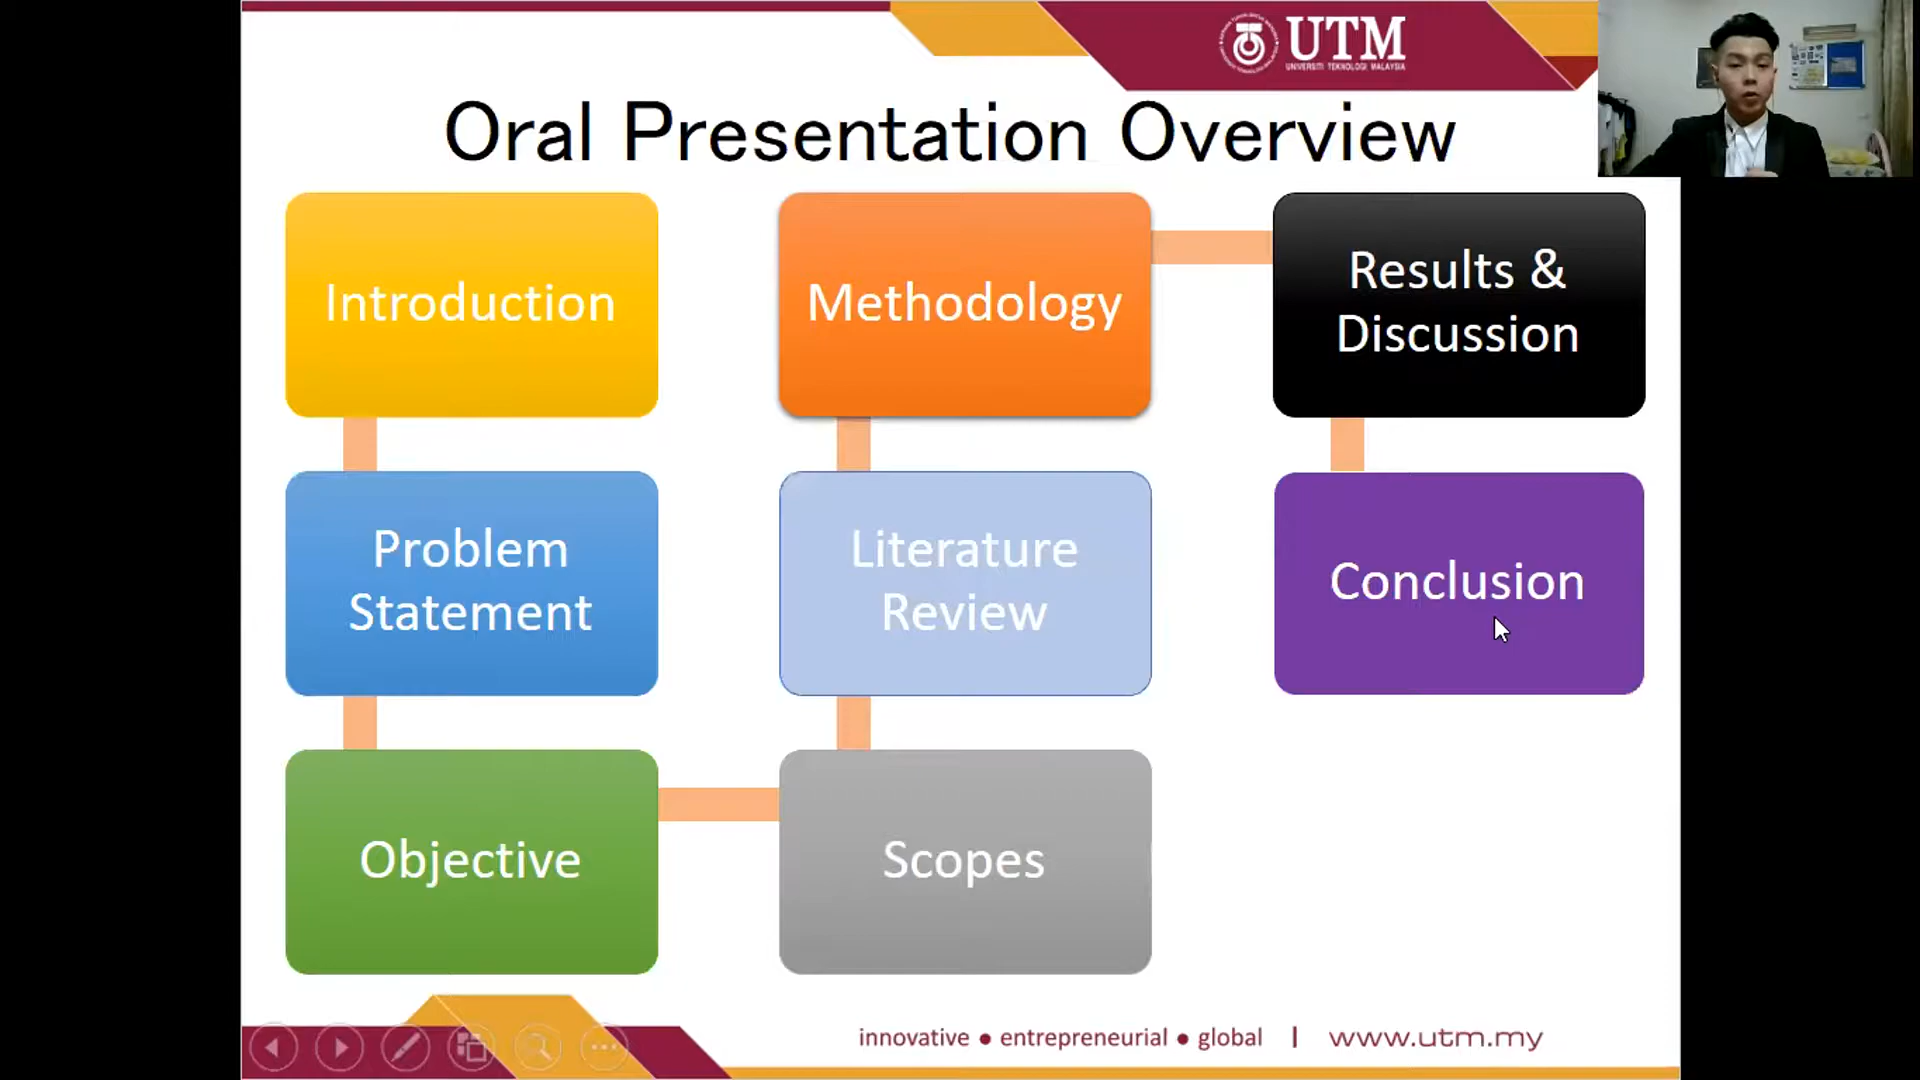 UTM
UNIVERSITI TEKNOLOGI MALAYSIA
Oral Presentation Overview
Introduction
Problem
Statement
Objective
Scopes
Literature
Review
Methodology
Results &
Discussion
Conclusion
innovative ● entrepreneurial ● global | www.utm.my